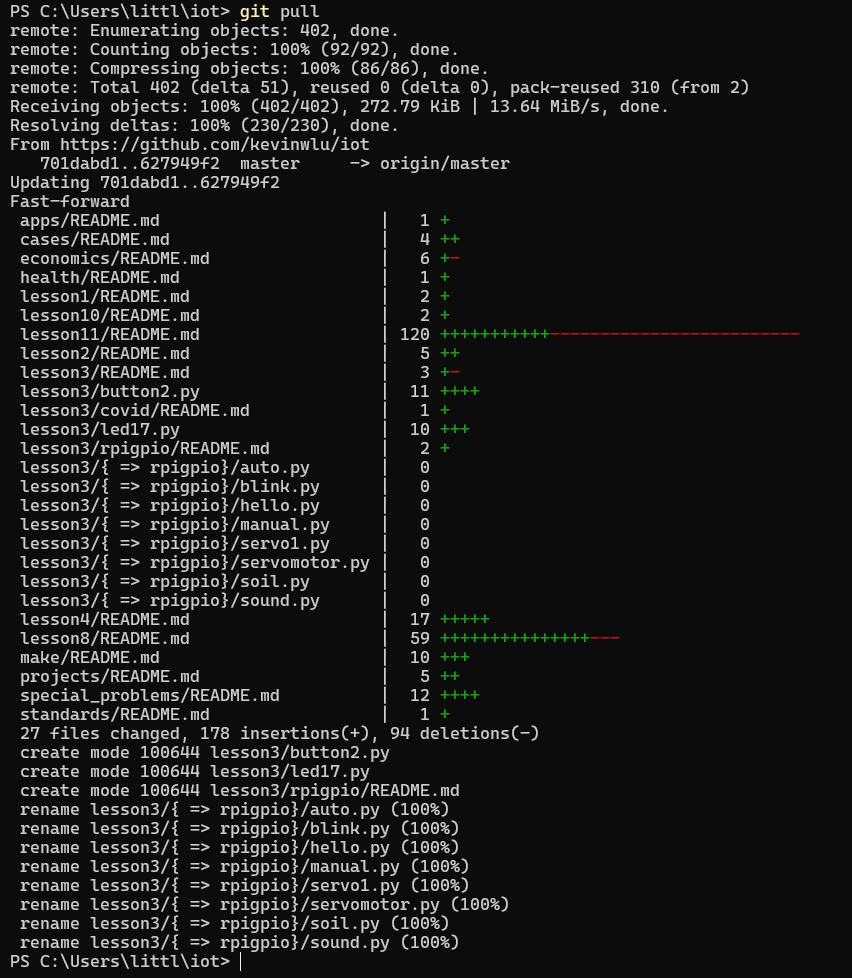 PS C:\Users\littl\iot> git pull
remote: Enumerating objects: 402, done.
remote: Counting objects: 100% (92/92), done.
remote: Compressing objects: 100% (86/86), done.
remote: Total 402 (delta 51), reused 0 (delta 0), pack-reused 310 (from 2)
Receiving objects: 100% (402/402), 272.79 KiB | 13.64 MiB/s, done.
Resolving deltas: 100% (230/230), done.
From https://github.com/kevinwlu/iot
   701dabd1..627949f2  master     -> origin/master
Updating 701dabd1..627949f2
Fast-forward
 apps/README.md                      |   1 +
 cases/README.md                     |   4 ++
 economics/README.md                 |   6 +-
 health/README.md                    |   1 +
 lesson1/README.md                   |   2 +
 lesson10/README.md                  |   2 +
 lesson11/README.md                  | 120 +++++++++++-------------------------
 lesson2/README.md                   |   5 ++
 lesson3/README.md                   |   3 +-
 lesson3/button2.py                  |  11 ++++
 lesson3/covid/README.md             |   1 +
 lesson3/led17.py                    |  10 +++
 lesson3/rpigpio/README.md           |   2 +
 lesson3/{ => rpigpio}/auto.py       |   0
 lesson3/{ => rpigpio}/blink.py      |   0
 lesson3/{ => rpigpio}/hello.py      |   0
 lesson3/{ => rpigpio}/manual.py     |   0
 lesson3/{ => rpigpio}/servo1.py     |   0
 lesson3/{ => rpigpio}/servomotor.py |   0
 lesson3/{ => rpigpio}/soil.py       |   0
 lesson3/{ => rpigpio}/sound.py      |   0
 lesson4/README.md                   |  17 +++++
 lesson8/README.md                   |  59 +++++++++++++++---
 make/README.md                      |  10 +++
 projects/README.md                  |   5 ++
 special_problems/README.md          |  12 ++++
 standards/README.md                 |   1 +
 27 files changed, 178 insertions(+), 94 deletions(-)
 create mode 100644 lesson3/button2.py
 create mode 100644 lesson3/led17.py
 create mode 100644 lesson3/rpigpio/README.md
 rename lesson3/{ => rpigpio}/auto.py (100%)
 rename lesson3/{ => rpigpio}/blink.py (100%)
 rename lesson3/{ => rpigpio}/hello.py (100%)
 rename lesson3/{ => rpigpio}/manual.py (100%)
 rename lesson3/{ => rpigpio}/servo1.py (100%)
 rename lesson3/{ => rpigpio}/servomotor.py (100%)
 rename lesson3/{ => rpigpio}/soil.py (100%)
 rename lesson3/{ => rpigpio}/sound.py (100%)
PS C:\Users\littl\iot>